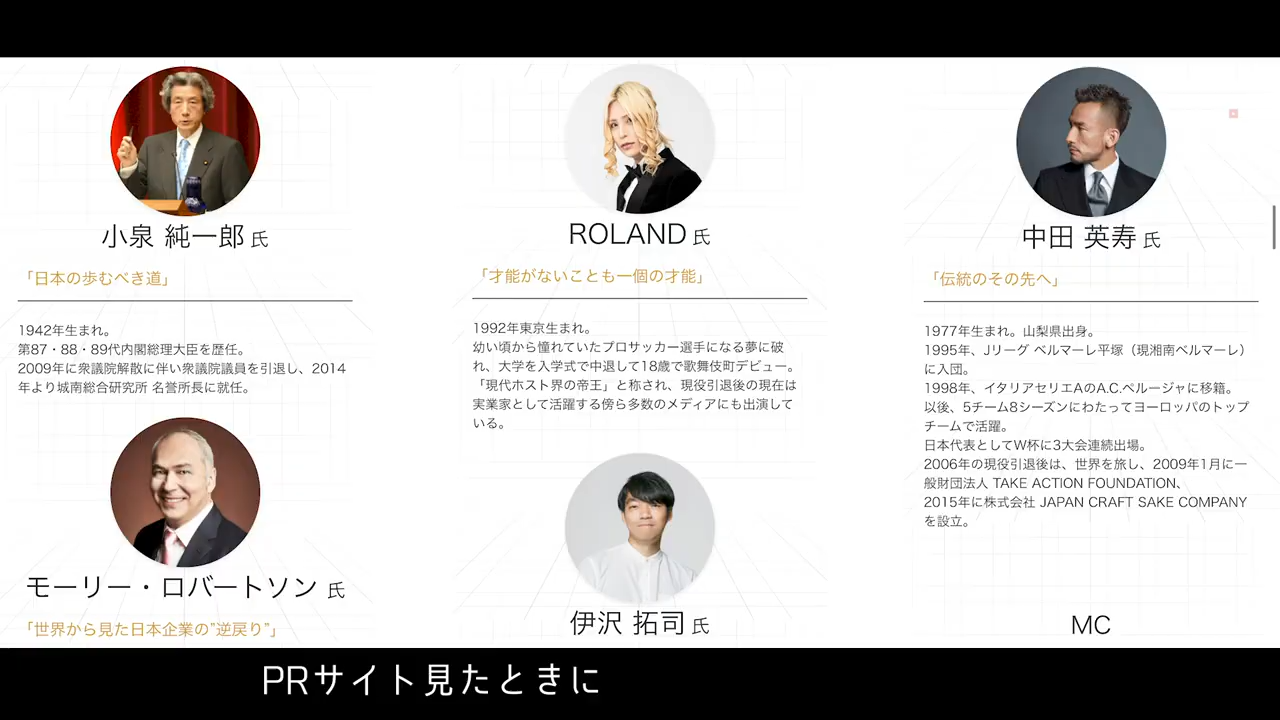 小泉 純一郎 氏
「日本の歩むべき道」
1942年生まれ。
第87・88・89代内閣総理大臣を歴任。
2009年に衆議院解散に伴い衆議院議員を引退し、2014
年より城南総合研究所 名誉所長に就任。
モーリー・ロバートソン 氏
「世界から見た日本企業の”逆戻り”」
ROLAND 氏
「才能がないことも一個の才能」
1992年東京生まれ。
幼い頃から憧れていたプロサッカー選手になる夢に破
れ、大学を入学式で中退して18歳で歌舞伎町デビュー。
「現代ホスト界の帝王」と称され、現役引退後の現在は
実業家として活躍する傍ら多数のメディアにも出演して
いる。
伊沢 拓司 氏
中田 英寿 氏
「伝統のその先へ」
1977年生まれ。山梨県出身。
1995年、Jリーグ ベルマーレ平塚（現湘南ベルマーレ）
に入団。
1998年、イタリアセリエAのA.C.ペルージャに移籍。
以後、5チーム8シーズンにわたってヨーロッパのトップ
チームで活躍。
日本代表としてW杯に3大会連続出場。
2006年の現役引退後は、世界を旅し、2009年1月に一
般財団法人 TAKE ACTION FOUNDATION、
2015年に株式会社 JAPAN CRAFT SAKE COMPANY
を設立。
MC
PRサイト見たときに